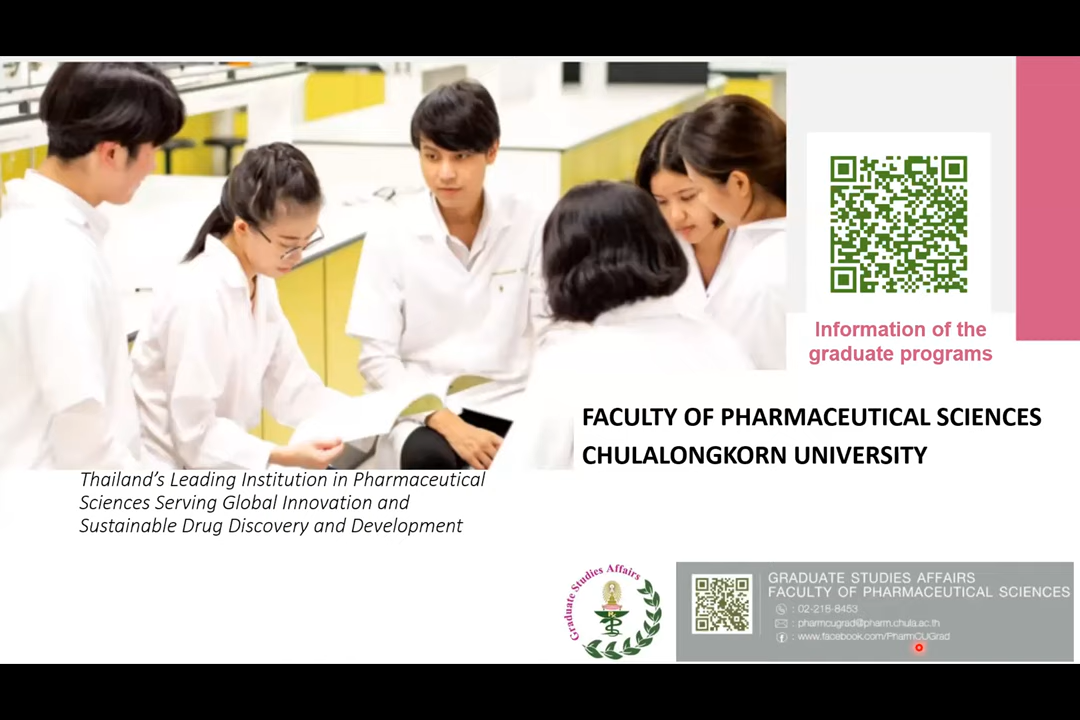 Information of the
graduate programs
FACULTY OF PHARMACEUTICAL SCIENCES
CHULALONGKORN UNIVERSITY
Thailand's Leading Institution in Pharmaceutical
Sciences Serving Global Innovation and
Sustainable Drug Discovery and Development
Graduate Studies Affairs
GRADUATE STUDIES AFFAIRS
FACULTY OF PHARMACEUTICAL SCIENCES
: 02-218-8453
: pharmcugrad@pharm.chula.ac.th
: www.facebook.com/PharmCUGrad